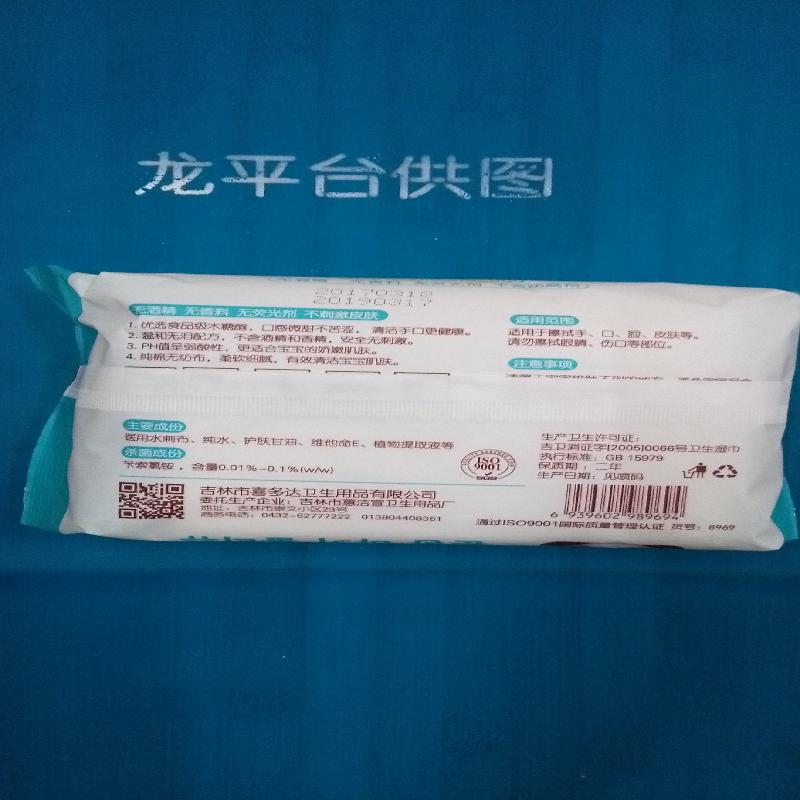 龙平台供图
20170318
20190317
无酒精 无香料 无荧光剂 不刺激皮肤
1. 优选食品级木糖醇，口感微甜不苦涩，清洁手口更健康。
2. 温和无泪配方，不含酒精和香精，安全无刺激。
3. PH值呈弱酸性，更适合宝宝的娇嫩肌肤。
4. 纯棉无纺布，柔软细腻，有效清洁宝宝肌肤。
适用范围
适用于擦拭手、口、脸、皮肤等。
请勿擦拭眼睛、伤口等部位。
注意事项
主要成份
医用水刺布、纯水、护肤甘油、维他命E、植物提取液等
杀菌成份
苄索氯铵，含量0.01%-0.1%(w/w)
ISO
9001
SGS
吉林市喜多达卫生用品有限公司
委托生产企业：吉林市惠洁宣卫生用品厂
地址：吉林市崇文小区23号
商务电话：0432-62777222 013804408351
生产卫生许可证：
吉卫消证字[2005]0066号卫生湿巾
执行标准：GB 15979
保质期：二年
生产日期：见喷码
6 939602 989694
通过ISO9001国际质量管理认证 货号：8969